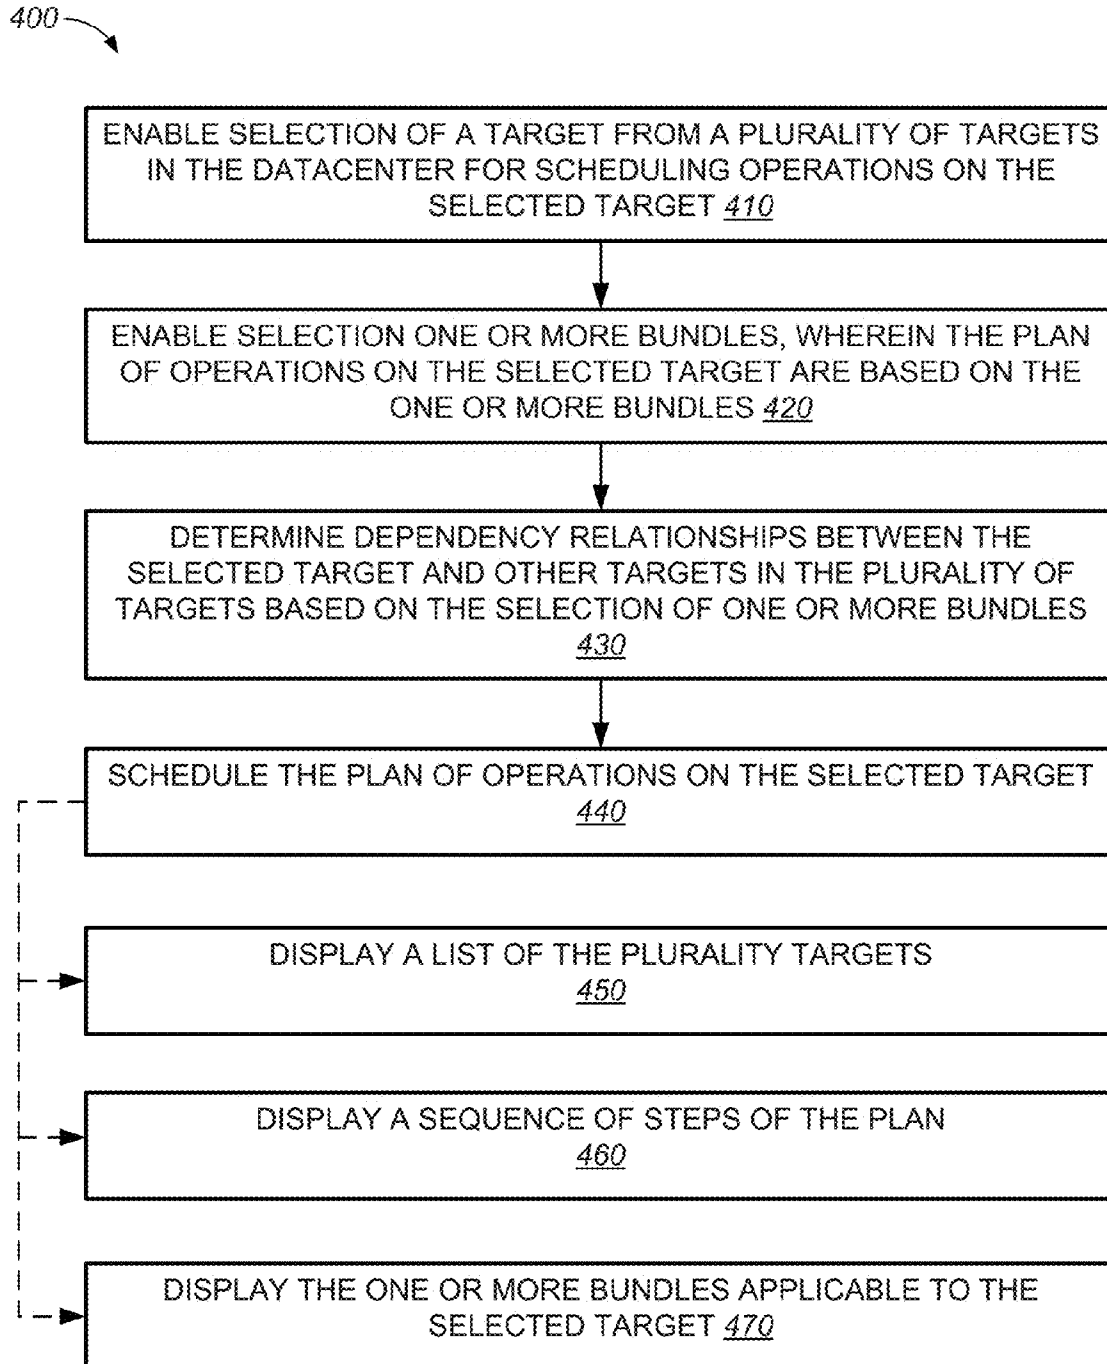 400
ENABLE SELECTION OF A TARGET FROM A PLURALITY OF TARGETS
IN THE DATACENTER FOR SCHEDULING OPERATIONS ON THE
SELECTED TARGET 410
ENABLE SELECTION ONE OR MORE BUNDLES, WHEREIN THE PLAN
OF OPERATIONS ON THE SELECTED TARGET ARE BASED ON THE
ONE OR MORE BUNDLES 420
DETERMINE DEPENDENCY RELATIONSHIPS BETWEEN THE
SELECTED TARGET AND OTHER TARGETS IN THE PLURALITY OF
TARGETS BASED ON THE SELECTION OF ONE OR MORE BUNDLES
430
SCHEDULE THE PLAN OF OPERATIONS ON THE SELECTED TARGET
440
DISPLAY A LIST OF THE PLURALITY TARGETS
450
DISPLAY A SEQUENCE OF STEPS OF THE PLAN
460
DISPLAY THE ONE OR MORE BUNDLES APPLICABLE TO THE
SELECTED TARGET 470